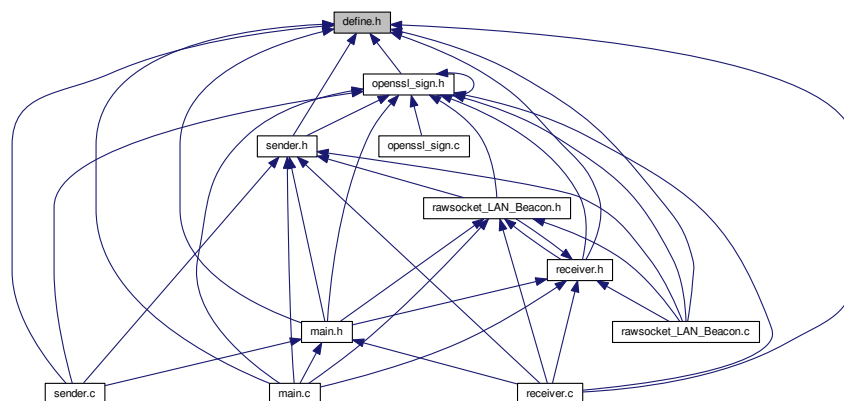 define.h
openssl_sign.h
sender.h
openssl_sign.c
rawsocket_LAN_Beacon.h
receiver.h
main.h
rawsocket_LAN_Beacon.c
sender.c
main.c
receiver.c